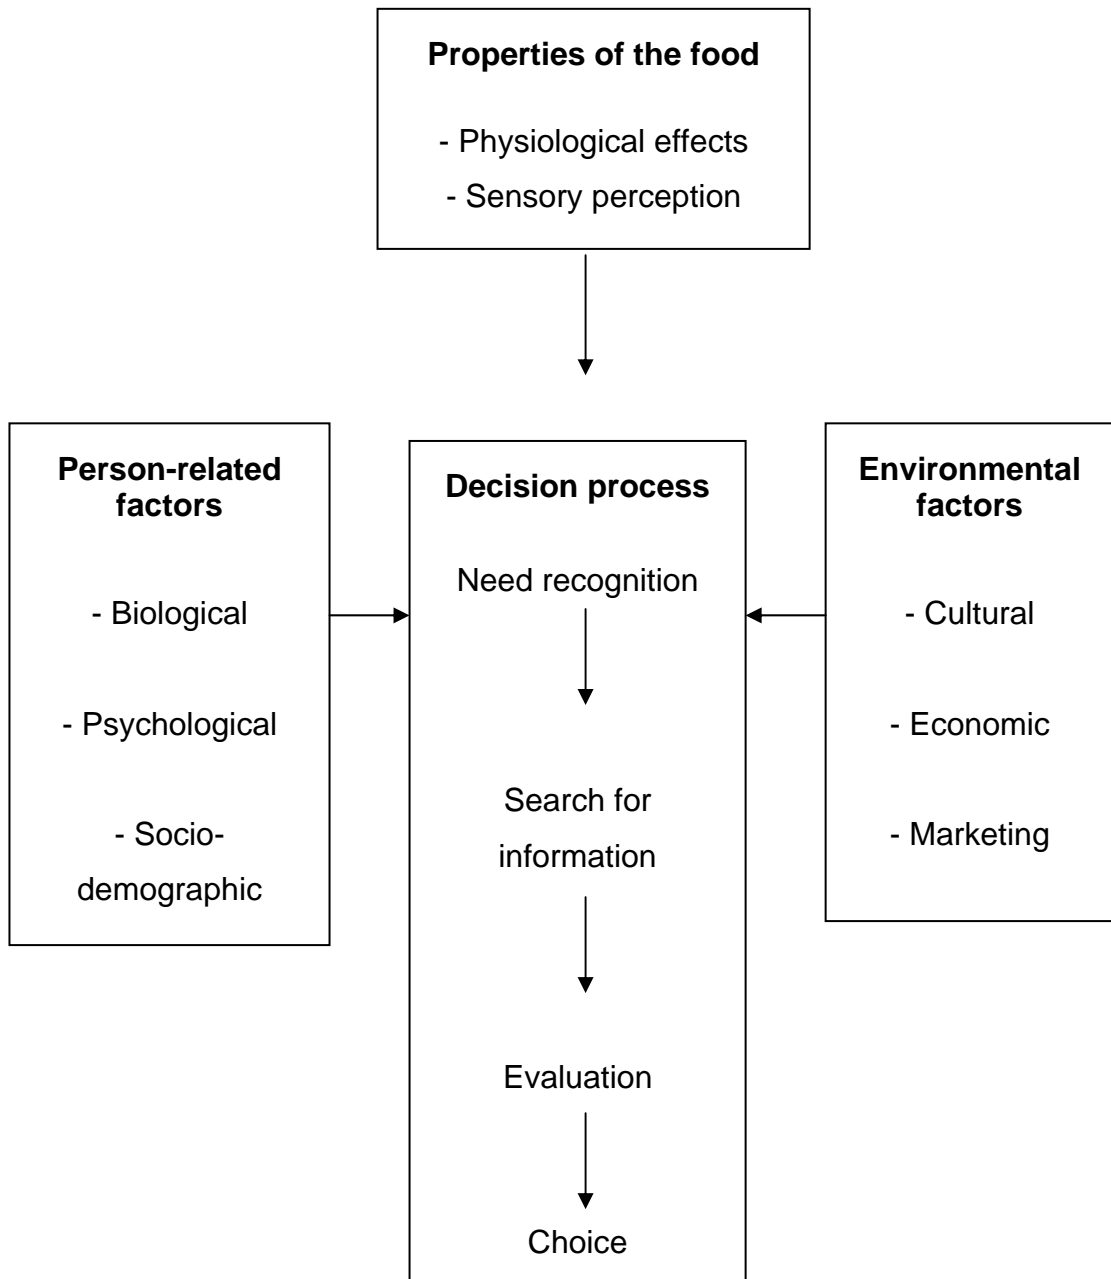 Properties of the food
- Physiological effects
- Sensory perception
Person-related
factors
- Biological
- Psychological
- Socio-
demographic
Decision process
Need recognition
Search for
information
Evaluation
Choice
Environmental
factors
- Cultural
- Economic
- Marketing